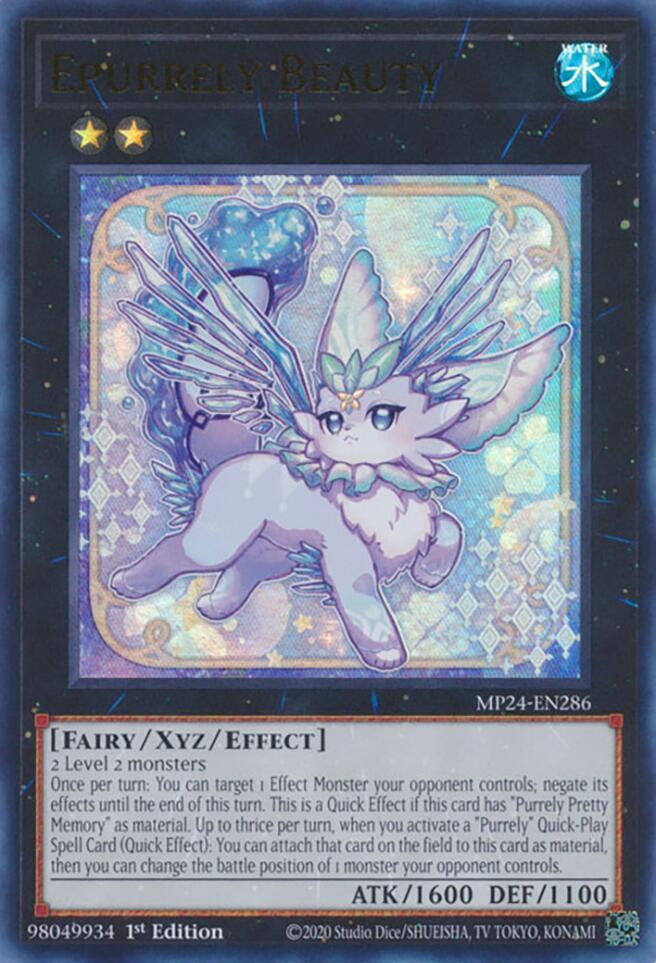 EPURRELY BEAUTY
WATER
水
MP24-EN286
[FAIRY/XYZ/EFFECT]
2 Level 2 monsters
Once per turn: You can target 1 Effect Monster your opponent controls; negate its
effects until the end of this turn. This is a Quick Effect if this card has "Purrely Pretty
Memory" as material. Up to thrice per turn, when you activate a "Purrely" Quick-Play
Spell Card (Quick Effect): You can attach that card on the field to this card as material,
then you can change the battle position of 1 monster your opponent controls.
ATK/1600 DEF/1100
98049934 1st Edition ©2020 Studio Dice/SHUEISHA, TV TOKYO, KONAMI